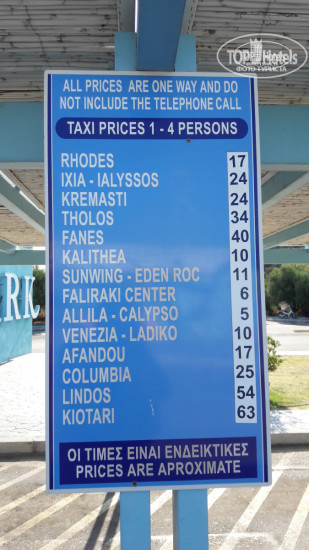 TOPHotels
ФОТО ТУРИСТА
ALL PRICES ARE ONE WAY AND DO
NOT INCLUDE THE TELEPHONE CALL
TAXI PRICES 1 - 4 PERSONS
RHODES 17
IXIA - IALYSSOS 24
KREMASTI 24
THOLOS 34
FANES 40
KALITHEA 10
SUNWING - EDEN ROC 11
FALIRAKI CENTER 6
ALLILA - CALYPSO 5
VENEZIA - LADIKO 10
AFANDOU 17
COLUMBIA 25
LINDOS 54
KIOTARI 63
ΟΙ ΤΙΜΕΣ ΕΙΝΑΙ ΕΝΔΕΙΚΤΙΚΕΣ
PRICES ARE APROXIMATE